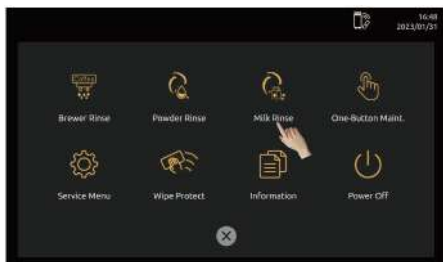 16:48
2023/01/31
Coffee
Brewer Rinse
Powder Rinse
Milk Rinse
One-Button Maint.
Service Menu
Wipe Protect
Information
Power Off